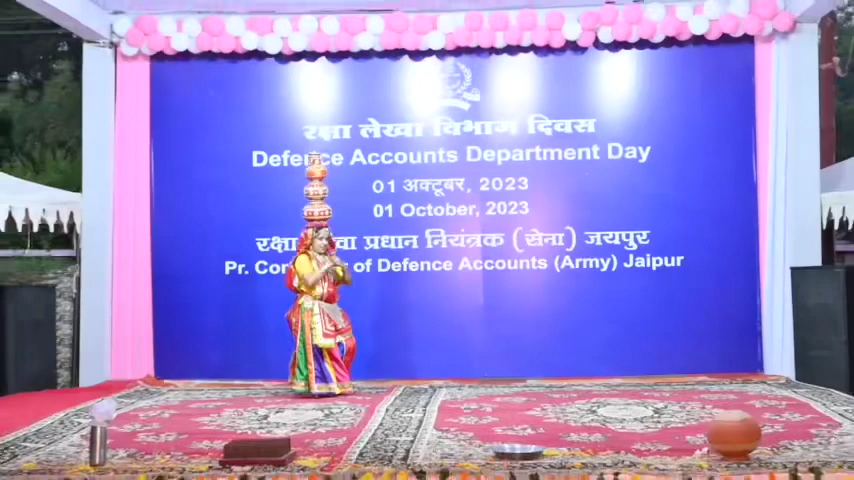 रक्षा लेखा विभाग दिवस
Defence Accounts Department Day
01 अक्टूबर, 2023
01 October, 2023
रक्षा लेखा प्रधान नियंत्रक (सेना) जयपुर
Pr. of Defence Accounts (Army) Jaipur